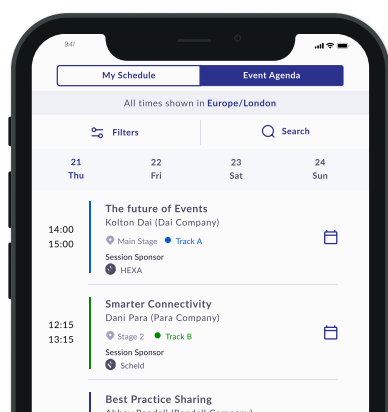 9:41
My Schedule Event Agenda
All times shown in Europe/London
Filters Search
21 22 23 24
Thu Fri Sat Sun
14:00
15:00
The future of Events
Kolton Dai (Dai Company)
Main Stage Track A
Session Sponsor
HEXA
12:15
13:15
Smarter Connectivity
Dani Para (Para Company)
Stage 2 Track B
Session Sponsor
Scheld
Best Practice Sharing